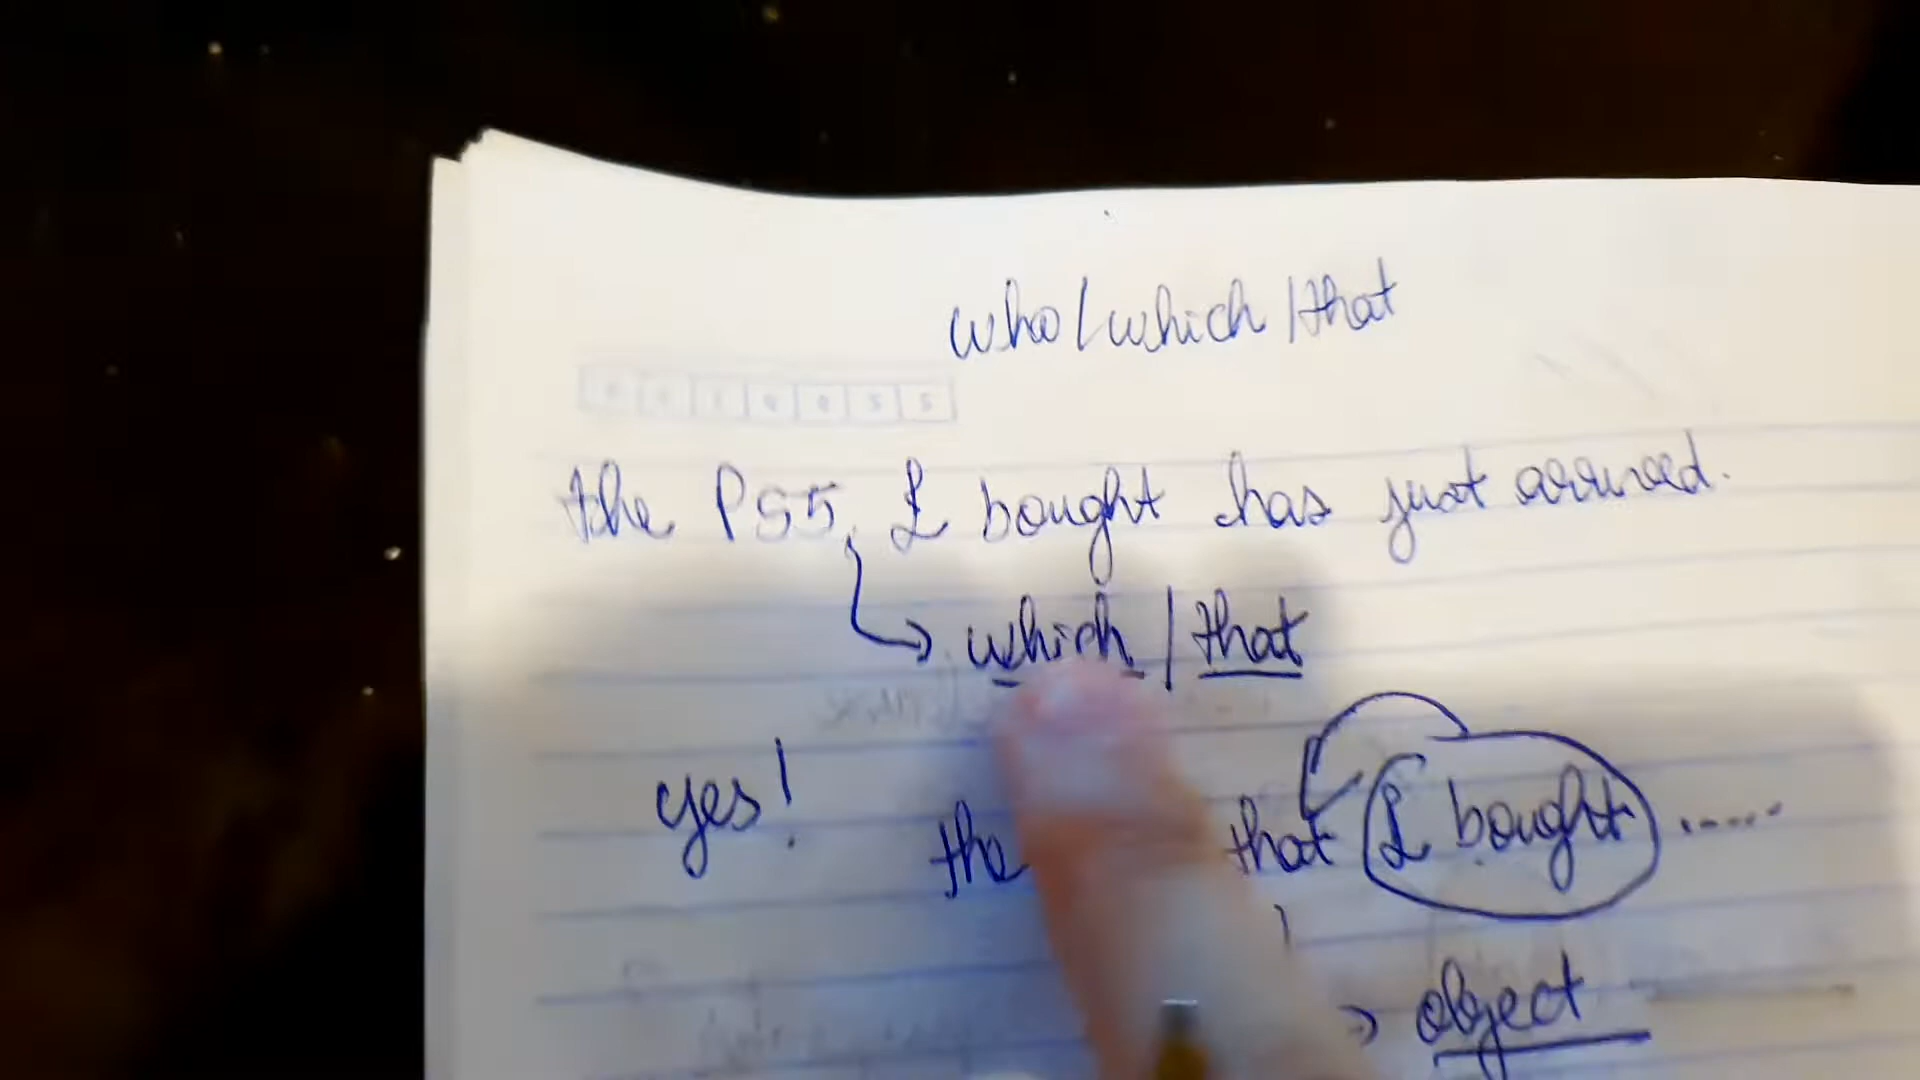 who/which/that
the PS5, I bought has just arrived.
which/that
yes! the that I bought .....
object